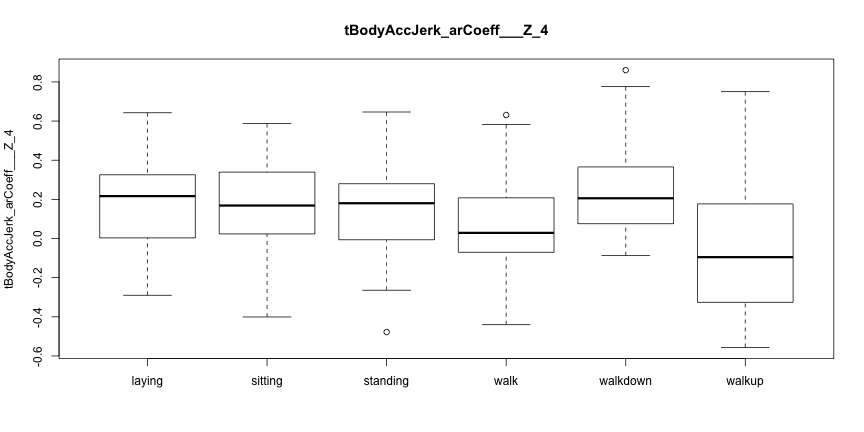 tBodyAccJerk_arCoeff___Z_4
tBodyAccJerk_arCoeff___Z_4
0.8
0.6
0.4
0.2
0.0
-0.2
-0.4
-0.6
laying sitting standing walk walkdown walkup